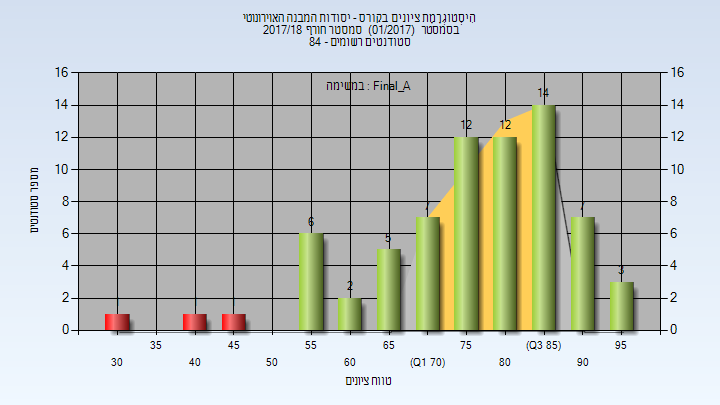 היסטוגרמת ציונים בקורס - יסודות המבנה האוירונוטי
בסמסטר (01/2017) סמסטר חורף 2017/18
סטודנטים רשומים - 84
במשימה : Final_A
מספר סטודנטים
16 16
14 14
12 12
10 10
8 8
6 6
4 4
2 2
0 0
6 2 5 12 12 14 3
35 45 55 65 75 (Q3 85) 95
30 40 50 60 (Q1 70) 80 90
טווח ציונים